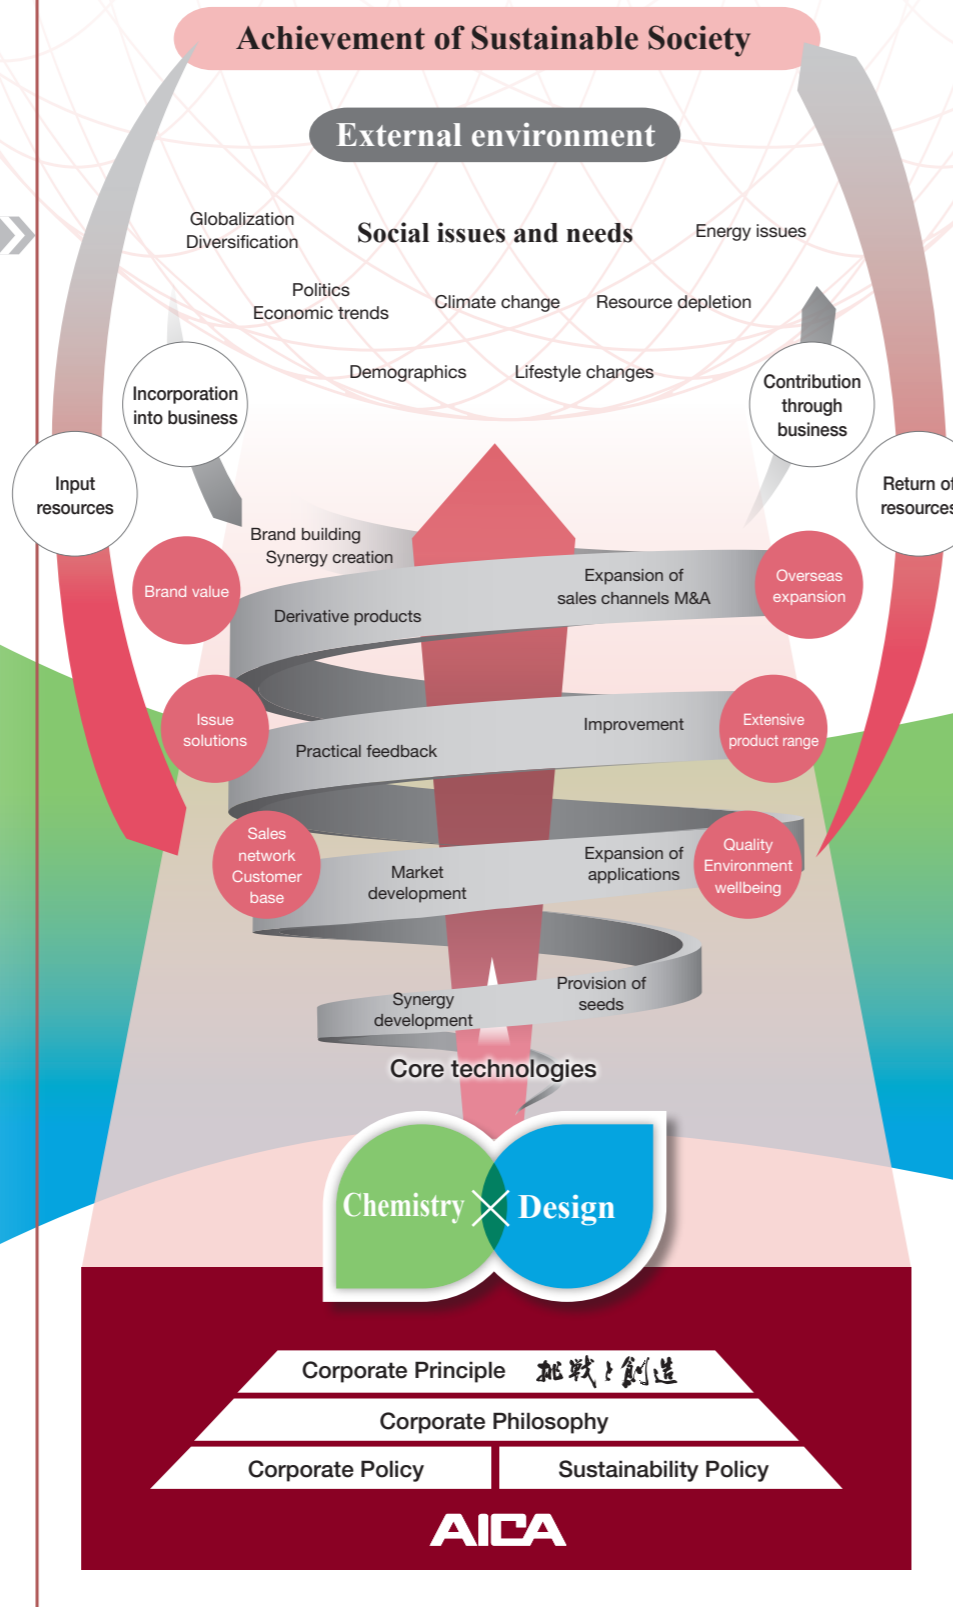 Achievement of Sustainable Society
External environment
Globalization
Diversification
Social issues and needs
Energy issues
Politics
Economic trends
Climate change
Resource depletion
Demographics
Lifestyle changes
Incorporation
into business
Contribution
through
business
Input
resources
Return of
resources
Brand building
Synergy creation
Brand value
Derivative products
Expansion of
sales channels M&A
Overseas
expansion
Issue
solutions
Practical feedback
Improvement
Extensive
product range
Sales
network
Customer
base
Market
development
Expansion of
applications
Quality
Environment
wellbeing
Synergy
development
Provision of
seeds
Core technologies
Chemistry × Design
Corporate Principle 挑戦と創造
Corporate Philosophy
Corporate Policy
Sustainability Policy
AICA